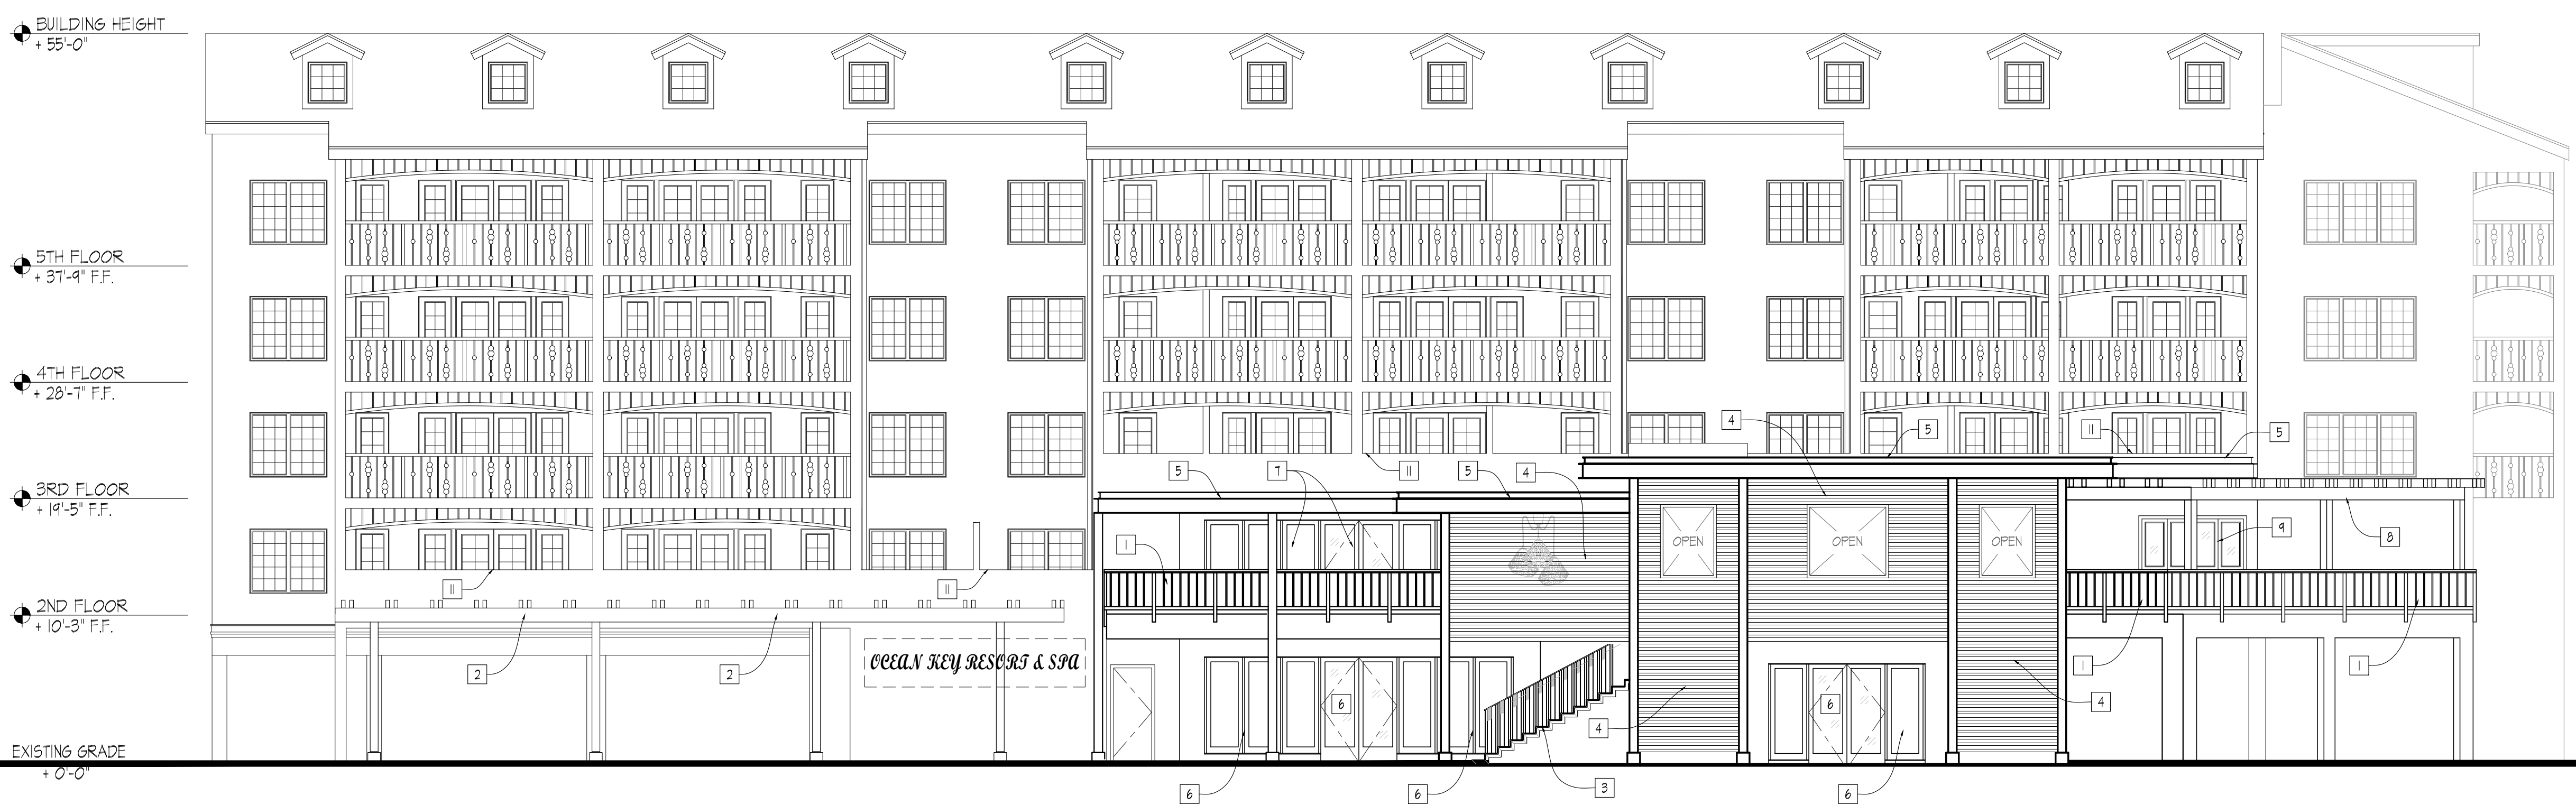 BUILDING HEIGHT
+ 55'-0"
5TH FLOOR
+ 37'-9" F.F.
4TH FLOOR
+ 28'-7" F.F.
4
5
11
5
5
7
11
5
4
3RD FLOOR
+ 19'-5" F.F.
OPEN
OPEN
OPEN
9
8
1
11
11
2ND FLOOR
+ 10'-3" F.F.
OCEAN KEY RESORT & SPA
2
2
1
1
6
6
4
4
EXISTING GRADE
+ 0'-0"
6
6
3
6